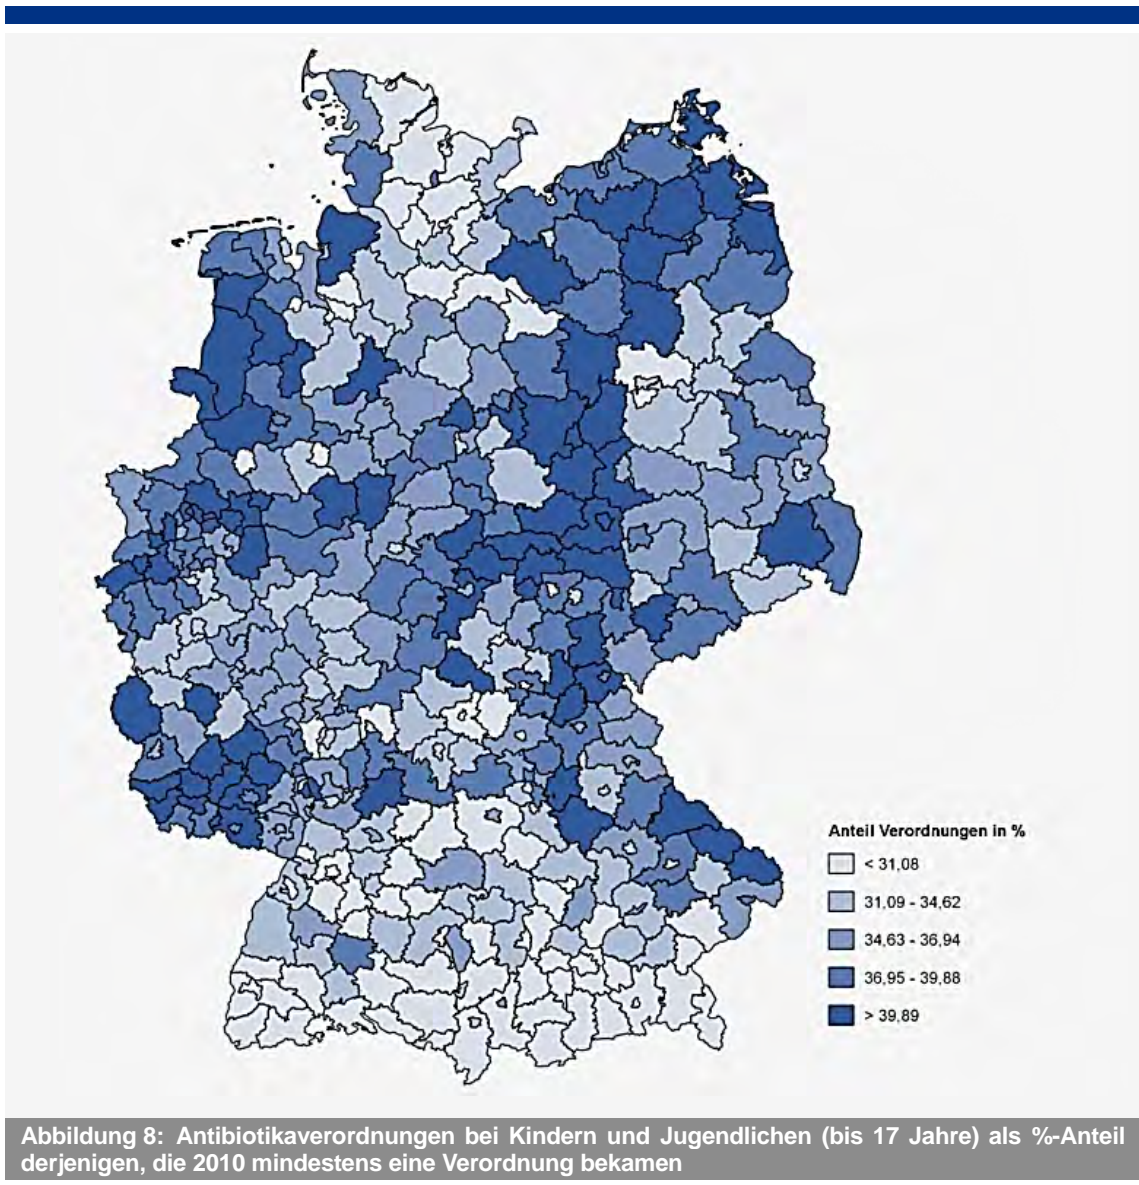 Anteil Verordnungen in %
< 31,08
31,09 - 34,62
34,63 - 36,94
36,95 - 39,88
> 39,89
Abbildung 8: Antibiotikaverordnungen bei Kindern und Jugendlichen (bis 17 Jahre) als %-Anteil
derjenigen, die 2010 mindestens eine Verordnung bekamen